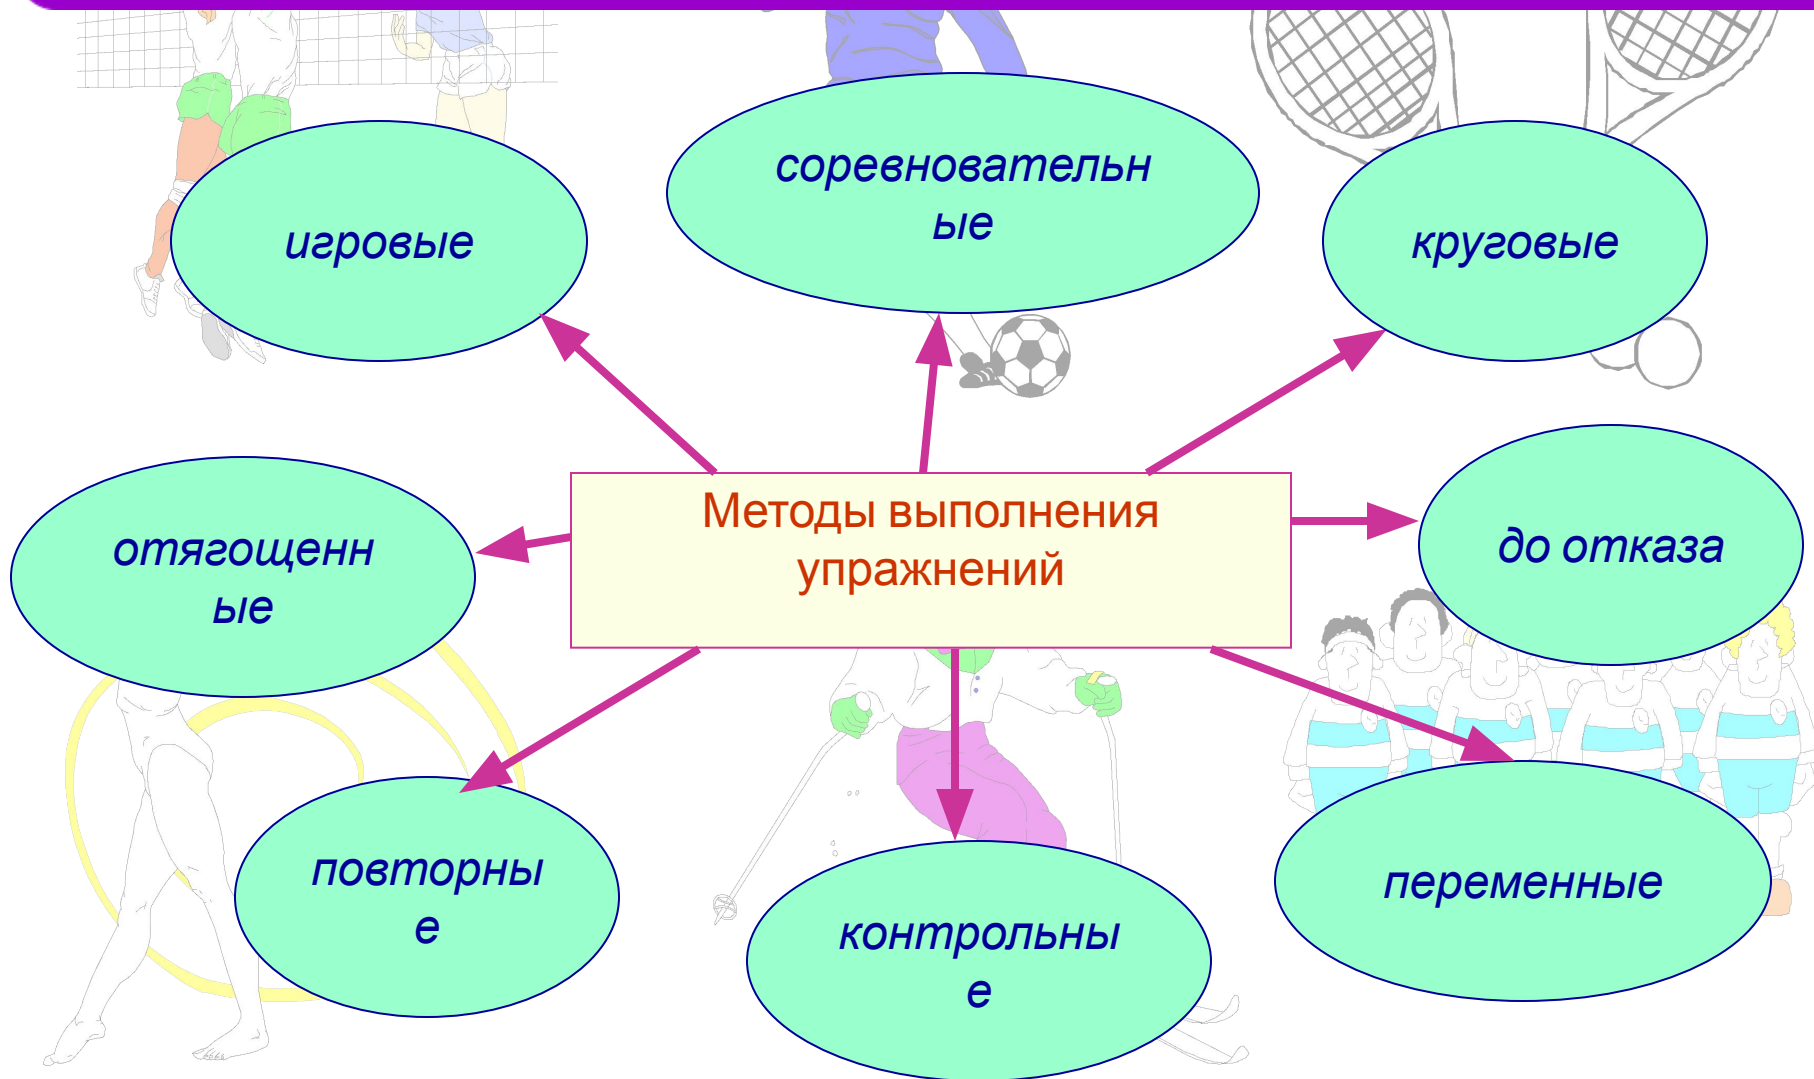 соревновательн
ые
игровые
круговые
Методы выполнения
упражнений
отягощенн
ые
до отказа
повторны
е
контрольны
е
переменные